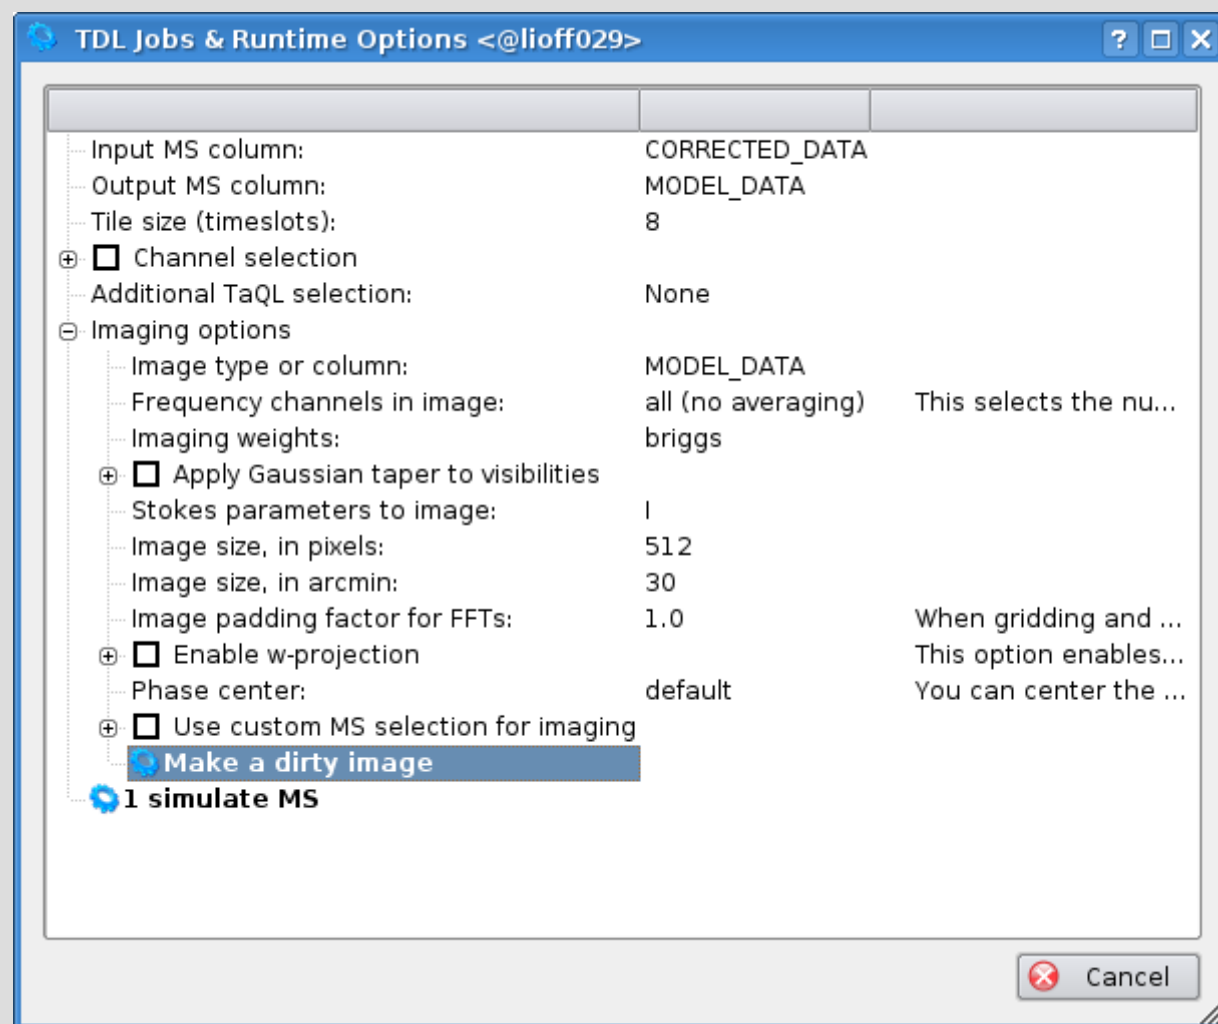 TDL Jobs & Runtime Options <@lioff029>
Input MS column: CORRECTED_DATA
Output MS column: MODEL_DATA
Tile size (timeslots): 8
Channel selection
Additional TaQL selection: None
Imaging options
Image type or column: MODEL_DATA
Frequency channels in image: all (no averaging) This selects the nu...
Imaging weights: briggs
Apply Gaussian taper to visibilities
Stokes parameters to image: I
Image size, in pixels: 512
Image size, in arcmin: 30
Image padding factor for FFTs: 1.0 When gridding and ...
Enable w-projection This option enables...
Phase center: default You can center the ...
Use custom MS selection for imaging
Make a dirty image
1 simulate MS
Cancel